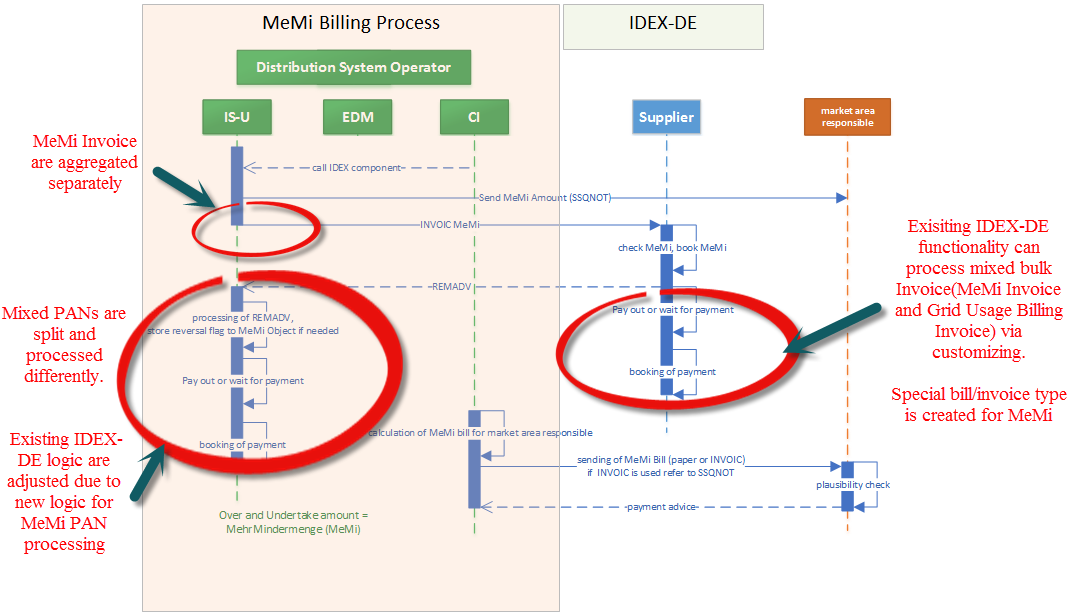 MeMi Billing Process
IDEX-DE
Distribution System Operator
IS-U
EDM
CI
Supplier
market area
responsible
MeMi Invoice
are aggregated
separately
call IDEX component
Send MeMi Amount (SSQNOT)
INVOIC MeMi
check MeMi, book MeMi
REMADV
Pay out or wait for payment
booking of payment
processing of REMADV,
store reversal flag to MeMi Object if needed
Pay out or wait for payment
booking of payment
Mixed PANs are
split and
processed
differently.
Existing IDEX-
DE logic are
adjusted due to
new logic for
MeMi PAN
processing
Exisiting IDEX-DE
functionality can
process mixed bulk
Invoice(MeMi Invoice
and Grid Usage Billing
Invoice) via
customizing.
Special bill/invoice type
is created for MeMi
calculation of MeMi bill for market area responsible
sending of MeMi Bill (paper or INVOIC)
if INVOIC is used refer to SSQNOT
plausibility check
payment advice
Over and Undertake amount =
MehrMindermenge (MeMi)